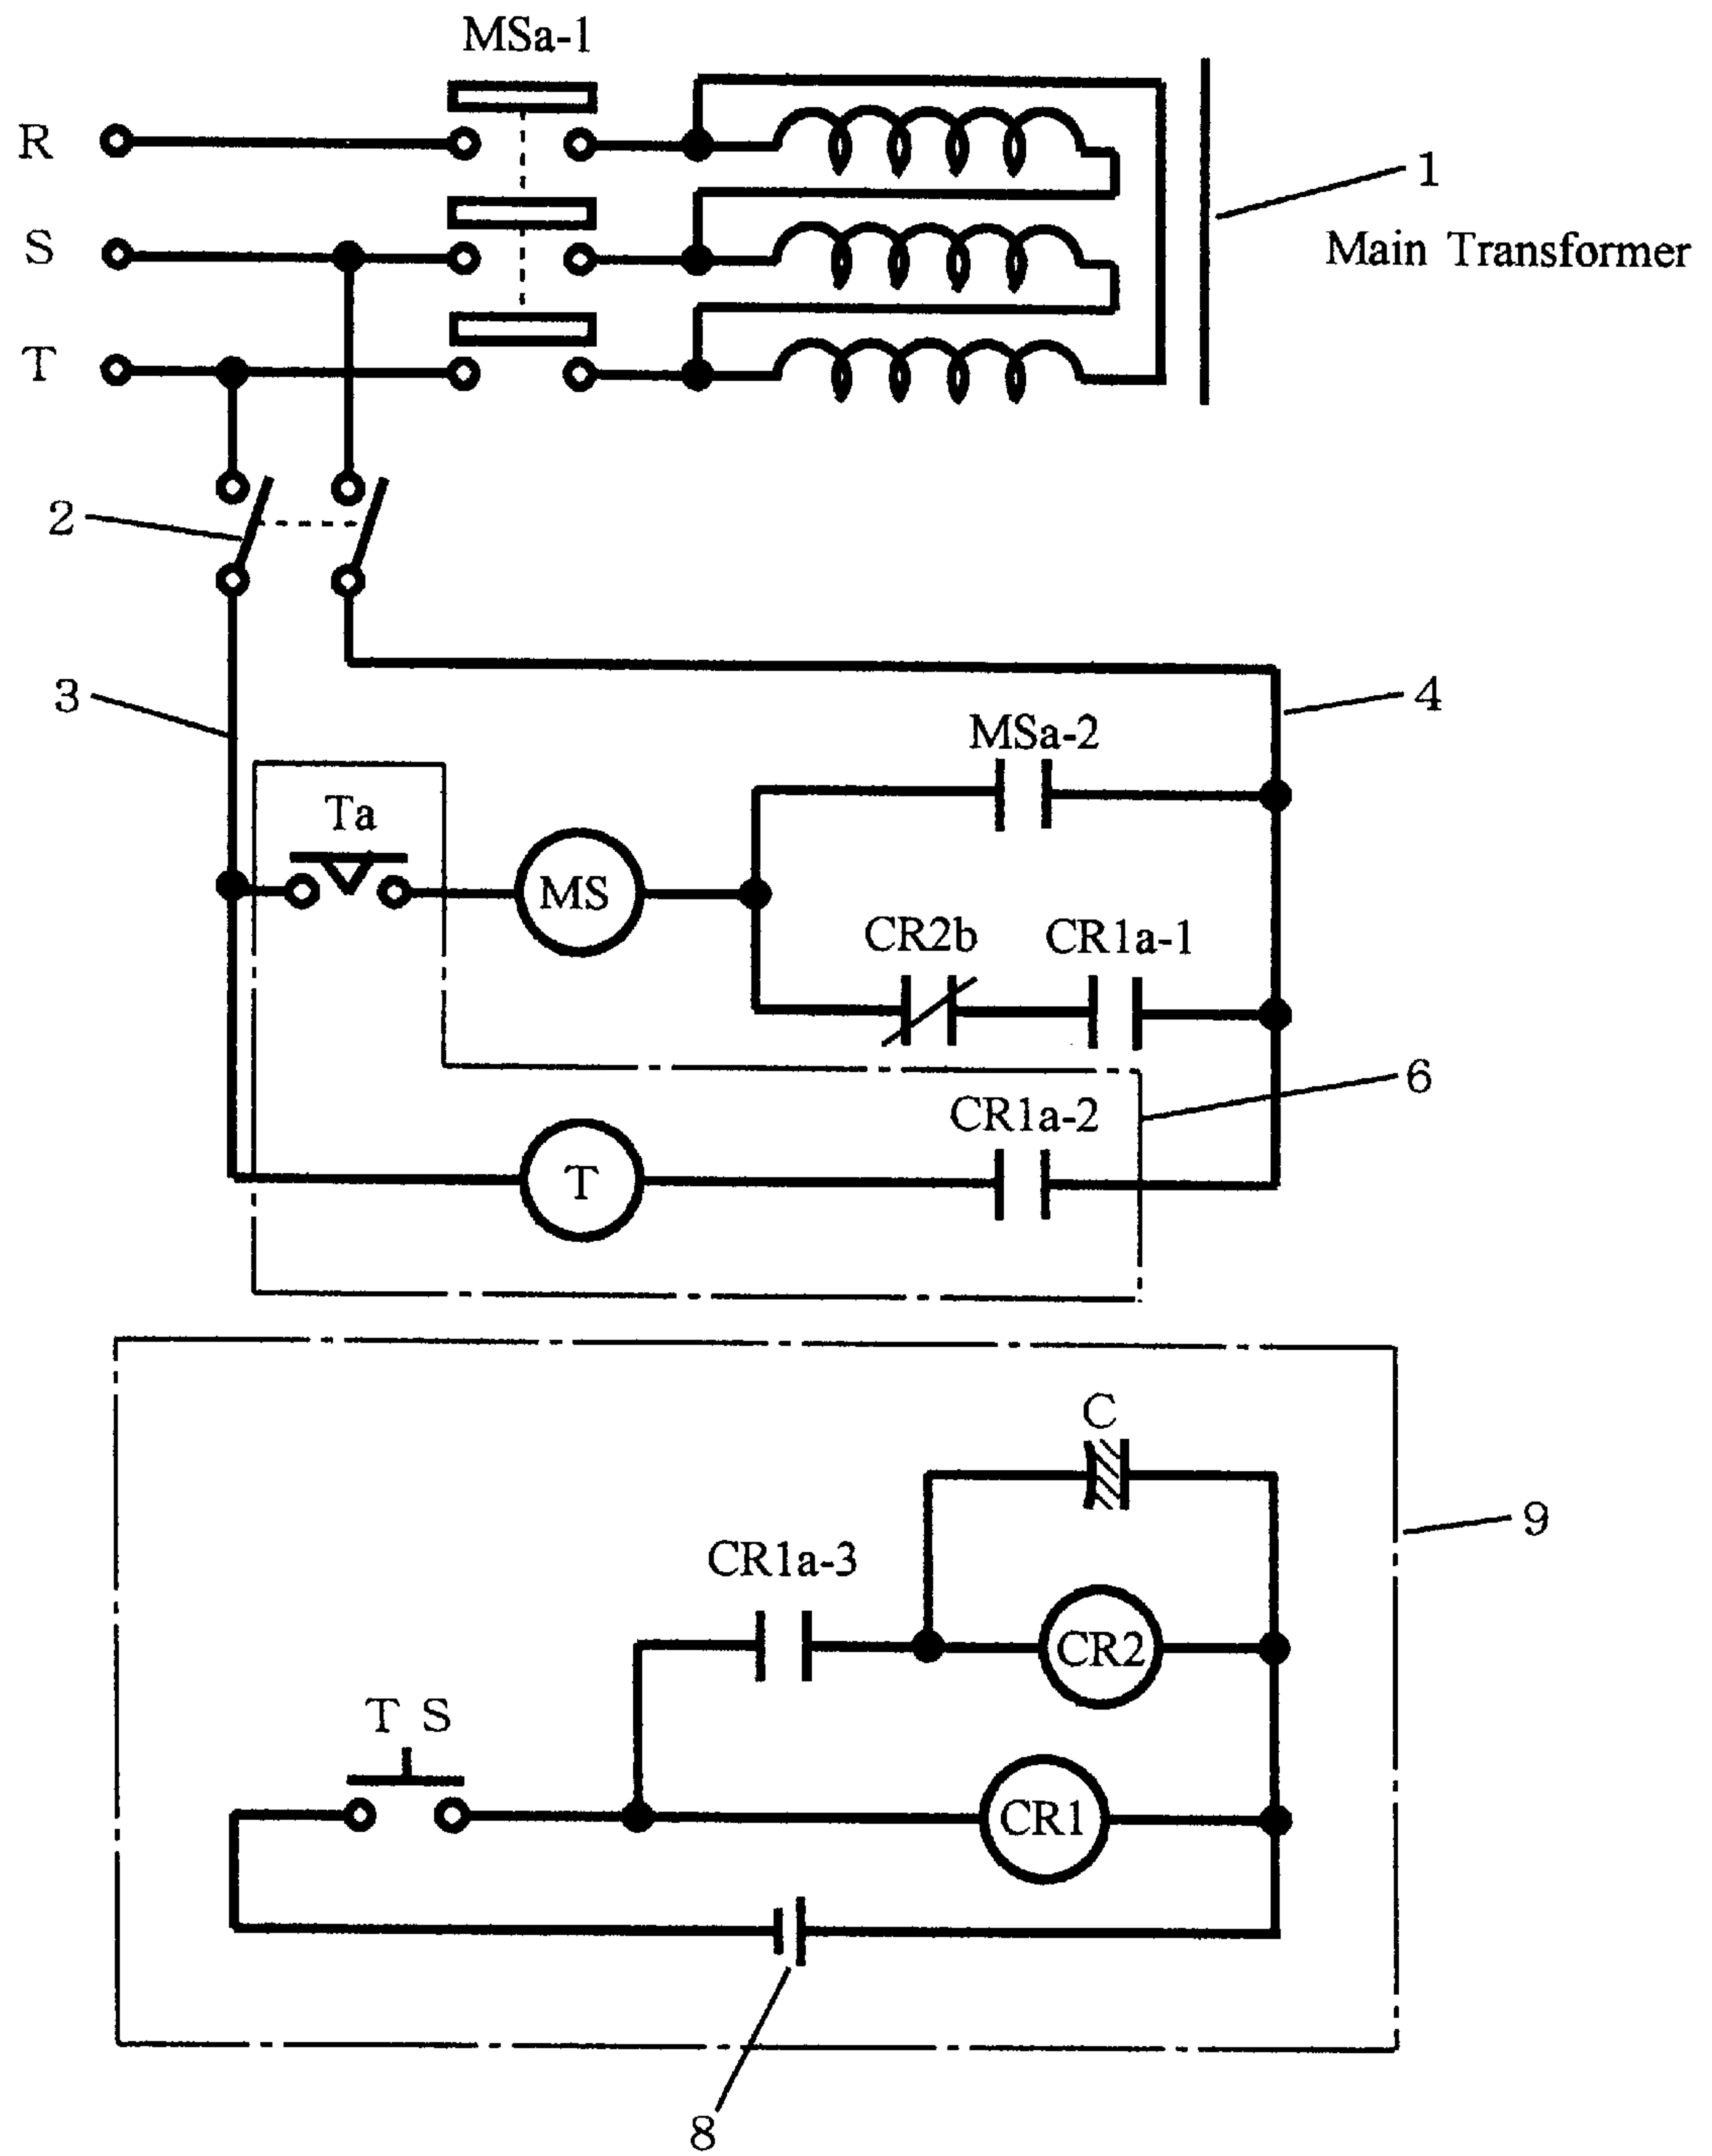 MSa-1
R
1
S
Main Transformer
T
2
3
4
MSa-2
Ta
MS
CR2b
CR1a-1
6
CR1a-2
T
C
9
CR1a-3
CR2
T S
CR1
8